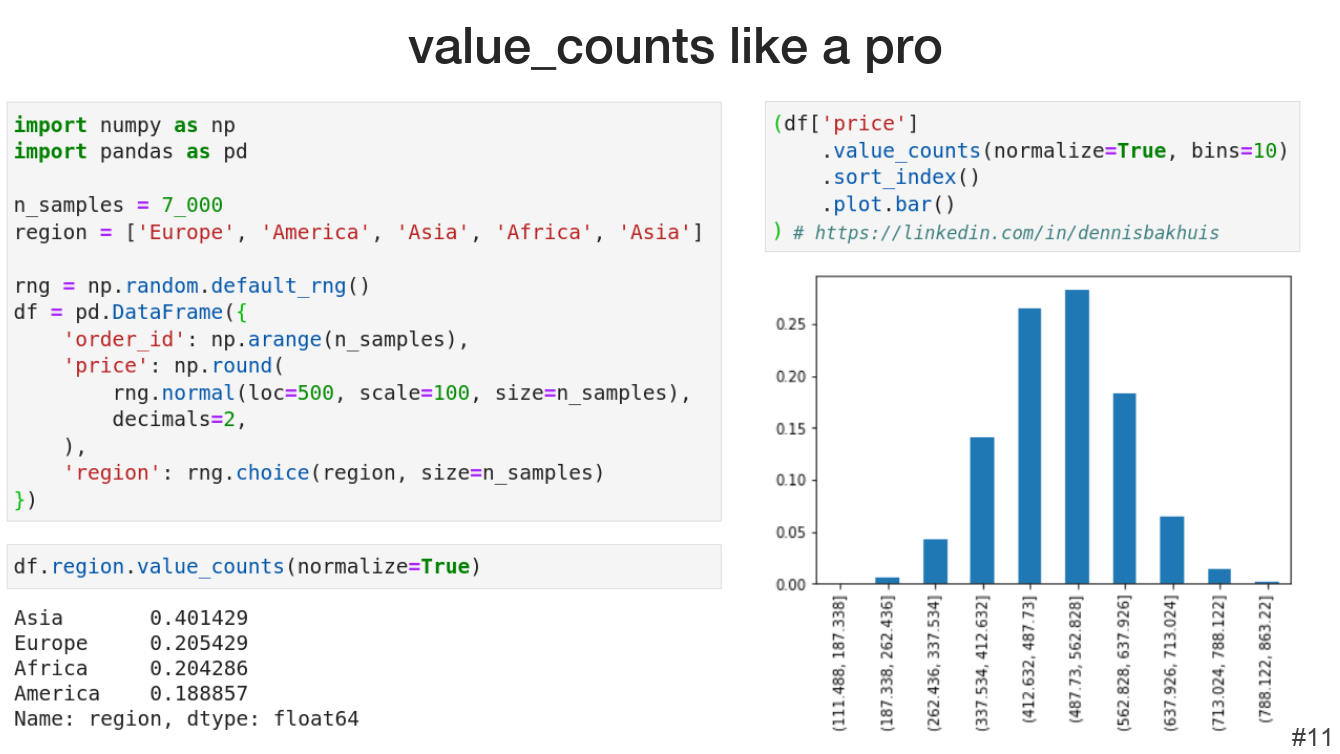 value_counts like a pro
import numpy as np
import pandas as pd
n_samples = 7_000
region = ['Europe', 'America', 'Asia', 'Africa', 'Asia']
rng = np.random.default_rng()
df = pd.DataFrame({
    'order_id': np.arange(n_samples),
    'price': np.round(
        rng.normal(loc=500, scale=100, size=n_samples),
        decimals=2,
    ),
    'region': rng.choice(region, size=n_samples)
})
df.region.value_counts(normalize=True)
Asia       0.401429
Europe     0.205429
Africa     0.204286
America    0.188857
Name: region, dtype: float64
(df['price']
    .value_counts(normalize=True, bins=10)
    .sort_index()
    .plot.bar()
) # https://linkedin.com/in/dennisbakhuis
0.25
0.20
0.15
0.10
0.05
0.00
(111.488, 187.338]
(187.338, 262.436]
(262.436, 337.534]
(337.534, 412.632]
(412.632, 487.73]
(487.73, 562.828]
(562.828, 637.926]
(637.926, 713.024]
(713.024, 788.122]
(788.122, 863.22]
#11